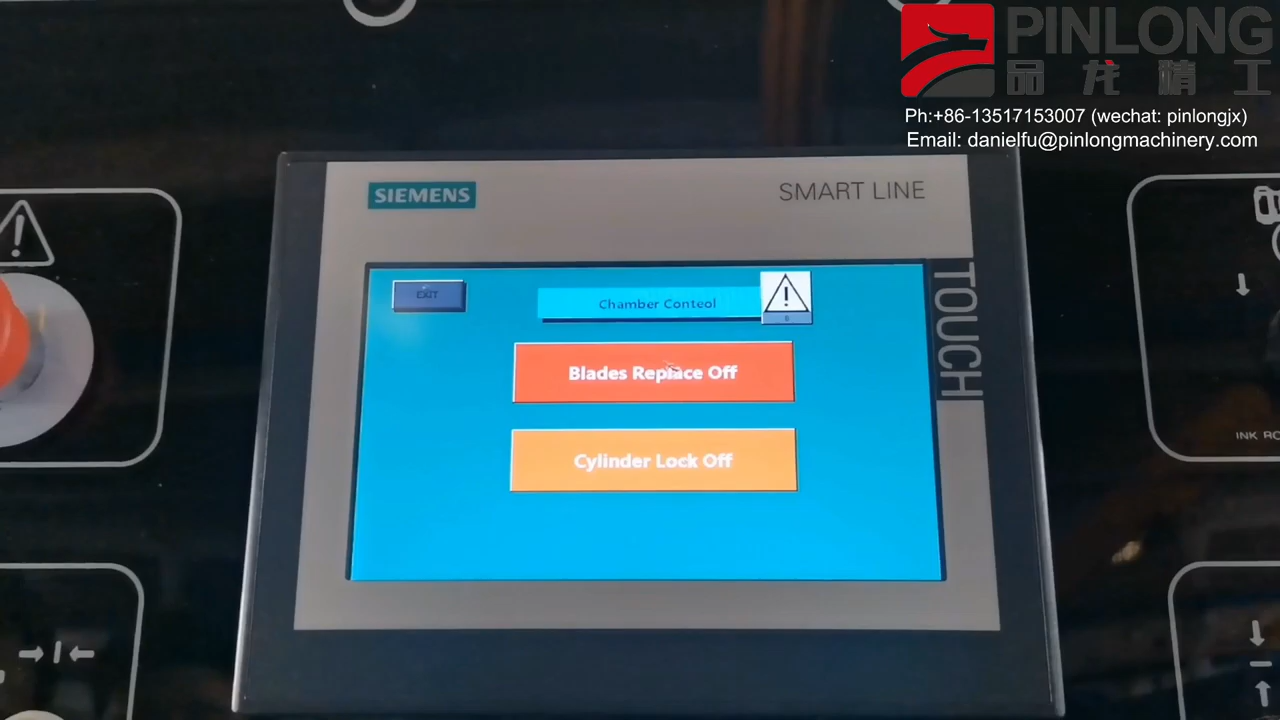 PINLONG
品龙精工
Ph:+86-13517153007 (wechat: pinlongjx)
Email: danielfu@pinlongmachinery.com
SIEMENS
SMART LINE
TOUCH
EXIT
Chamber Conteol
0
Blades Replace Off
Cylinder Lock Off
INK RO